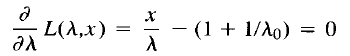 ∂/∂λ L(λ,x) = x/λ − (1 + 1/λ₀) = 0